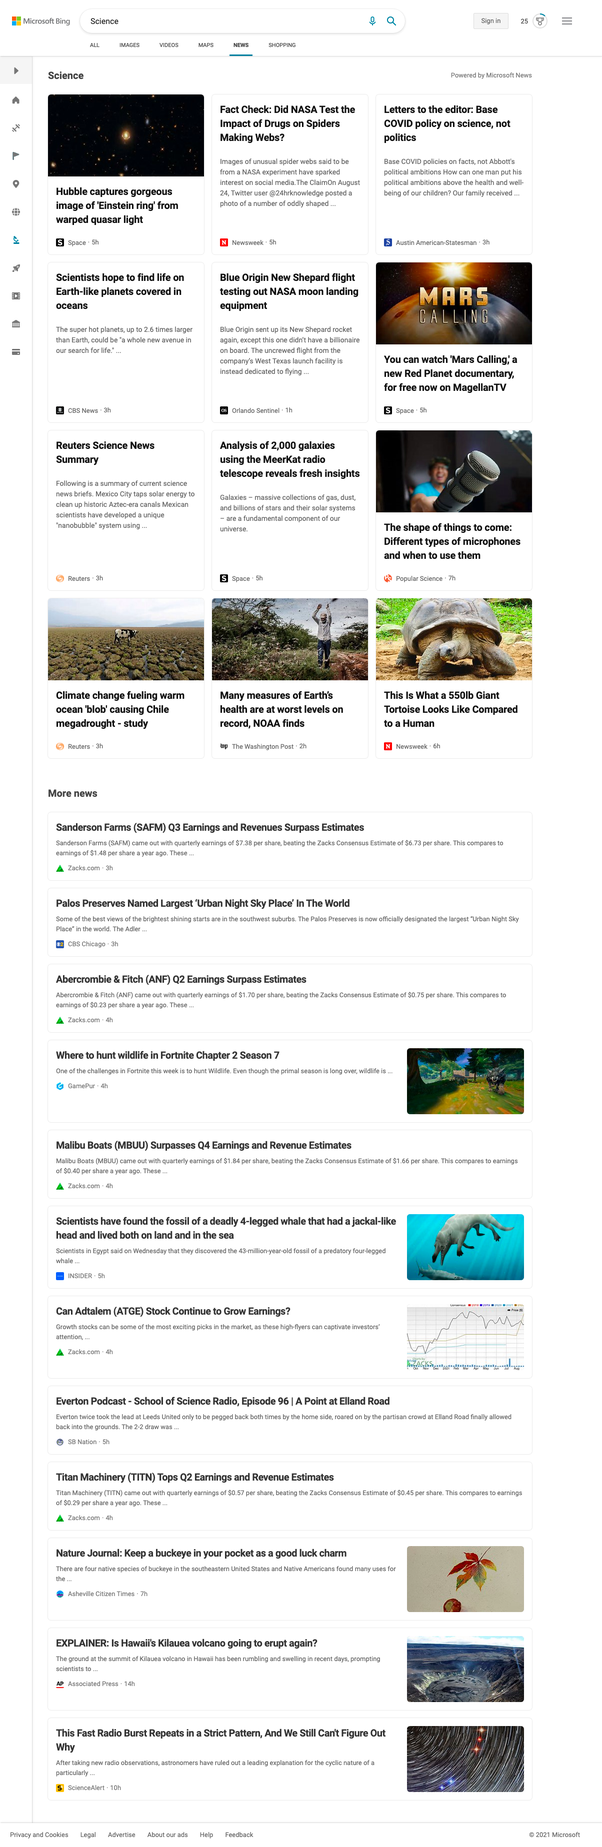 Microsoft Bing
Science
Sign in
25
ALL
IMAGES
VIDEOS
MAPS
NEWS
SHOPPING
Science
Powered by Microsoft News
Hubble captures gorgeous
image of 'Einstein ring' from
warped quasar light
Space · 5h
Fact Check: Did NASA Test the
Impact of Drugs on Spiders
Making Webs?
Images of unusual spider webs said to be
from a NASA experiment have sparked
interest on social media.The ClaimOn August
24, Twitter user @24hrknowledge posted a
photo of a number of oddly shaped ...
Newsweek · 5h
Letters to the editor: Base
COVID policy on science, not
politics
Base COVID policies on facts, not Abbott's
political ambitions How can one man put his
political ambitions above the health and well-
being of our children? Our family received ...
Austin American-Statesman · 3h
Scientists hope to find life on
Earth-like planets covered in
oceans
The super hot planets, up to 2.6 times larger
than Earth, could be "a whole new avenue in
our search for life." ...
CBS News · 3h
Blue Origin New Shepard flight
testing out NASA moon landing
equipment
Blue Origin sent up its New Shepard rocket
again, except this one didn't have a billionaire
on board. The uncrewed flight from the
company's West Texas launch facility is
instead dedicated to flying ...
Orlando Sentinel · 1h
MARS
CALLING
You can watch 'Mars Calling,' a
new Red Planet documentary,
for free now on MagellanTV
Space · 5h
Reuters Science News
Summary
Following is a summary of current science
news briefs. Mexico City taps solar energy to
clean up historic Aztec-era canals Mexican
scientists have developed a unique
"nanobubble" system using ...
Reuters · 3h
Analysis of 2,000 galaxies
using the MeerKat radio
telescope reveals fresh insights
Galaxies – massive collections of gas, dust,
and billions of stars and their solar systems
– are a fundamental component of our
universe.
Space · 5h
The shape of things to come:
Different types of microphones
and when to use them
Popular Science · 7h
Climate change fueling warm
ocean 'blob' causing Chile
megadrought - study
Reuters · 3h
Many measures of Earth's
health are at worst levels on
record, NOAA finds
The Washington Post · 2h
This Is What a 550lb Giant
Tortoise Looks Like Compared
to a Human
Newsweek · 6h
More news
Sanderson Farms (SAFM) Q3 Earnings and Revenues Surpass Estimates
Sanderson Farms (SAFM) came out with quarterly earnings of $7.38 per share, beating the Zacks Consensus Estimate of $6.73 per share. This compares to
earnings of $1.48 per share a year ago. These ...
Zacks.com · 3h
Palos Preserves Named Largest 'Urban Night Sky Place' In The World
Some of the best views of the brightest shining starts are in the southwest suburbs. The Palos Preserves is now officially designated the largest "Urban Night Sky
Place" in the world. The Adler ...
CBS Chicago · 3h
Abercrombie & Fitch (ANF) Q2 Earnings Surpass Estimates
Abercrombie & Fitch (ANF) came out with quarterly earnings of $1.70 per share, beating the Zacks Consensus Estimate of $0.75 per share. This compares to
earnings of $0.23 per share a year ago. These ...
Zacks.com · 4h
Where to hunt wildlife in Fortnite Chapter 2 Season 7
One of the challenges in Fortnite this week is to hunt Wildlife. Even though the primal season is long over, wildlife is ...
GamePur · 4h
Malibu Boats (MBUU) Surpasses Q4 Earnings and Revenue Estimates
Malibu Boats (MBUU) came out with quarterly earnings of $1.84 per share, beating the Zacks Consensus Estimate of $1.66 per share. This compares to earnings
of $0.40 per share a year ago. These ...
Zacks.com · 4h
Scientists have found the fossil of a deadly 4-legged whale that had a jackal-like
head and lived both on land and in the sea
Scientists in Egypt said on Wednesday that they discovered the 43-million-year-old fossil of a predatory four-legged
whale ...
INSIDER · 5h
Can Adtalem (ATGE) Stock Continue to Grow Earnings?
Growth stocks can be some of the most exciting picks in the market, as these high-flyers can captivate investors'
attention, ...
Zacks.com · 4h
ZACKS
Everton Podcast - School of Science Radio, Episode 96 | A Point at Elland Road
Everton twice took the lead at Leeds United only to be pegged back both times by the home side, roared on by the partisan crowd at Elland Road finally allowed
back into the grounds. The 2-2 draw was ...
SB Nation · 5h
Titan Machinery (TITN) Tops Q2 Earnings and Revenue Estimates
Titan Machinery (TITN) came out with quarterly earnings of $0.57 per share, beating the Zacks Consensus Estimate of $0.45 per share. This compares to earnings
of $0.29 per share a year ago. These ...
Zacks.com · 4h
Nature Journal: Keep a buckeye in your pocket as a good luck charm
There are four native species of buckeye in the southeastern United States and Native Americans found many uses for
the ...
Asheville Citizen Times · 7h
EXPLAINER: Is Hawaii's Kilauea volcano going to erupt again?
The ground at the summit of Kilauea volcano in Hawaii has been rumbling and swelling in recent days, prompting
scientists to ...
AP Associated Press · 14h
This Fast Radio Burst Repeats in a Strict Pattern, And We Still Can't Figure Out
Why
After taking new radio observations, astronomers have ruled out a leading explanation for the cyclic nature of a
particularly ...
ScienceAlert · 10h
Privacy and Cookies
Legal
Advertise
About our ads
Help
Feedback
© 2021 Microsoft